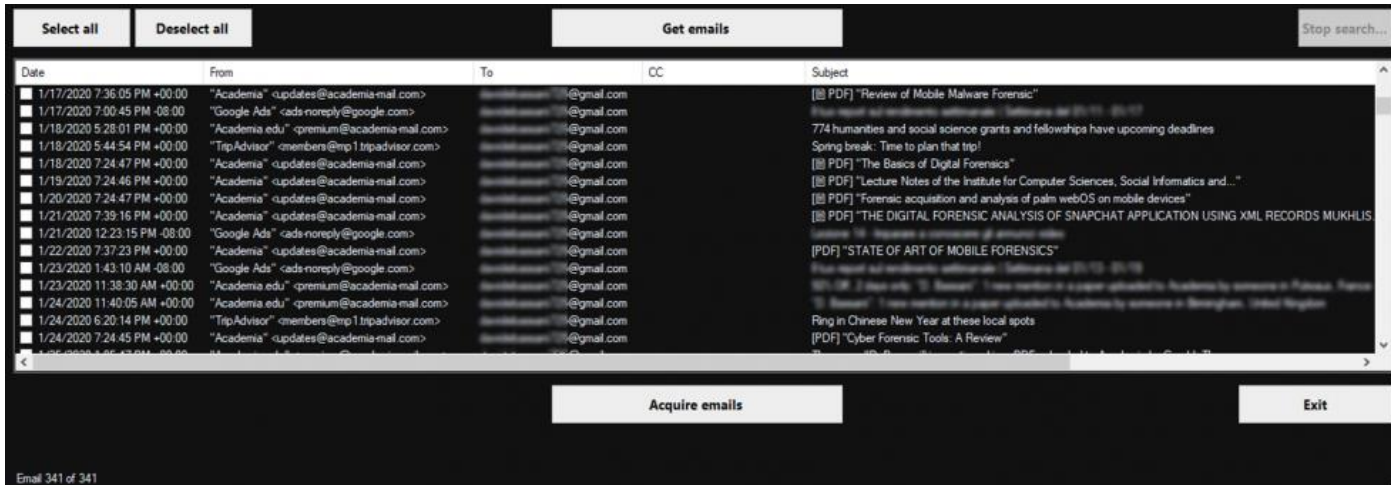 Select all Deselect all Get emails Stop search...
Date From To CC Subject
1/17/2020 7:36:05 PM +00:00 "Academia" <updates@academia-mail.com> @gmail.com [🖹 PDF] "Review of Mobile Malware Forensic"
1/17/2020 7:00:45 PM -08:00 "Google Ads" <ads-noreply@google.com> @gmail.com
1/18/2020 5:28:01 PM +00:00 "Academia.edu" <premium@academia-mail.com> @gmail.com 774 humanities and social science grants and fellowships have upcoming deadlines
1/18/2020 5:44:54 PM +00:00 "TripAdvisor" <members@mp1.tripadvisor.com> @gmail.com Spring break: Time to plan that trip!
1/18/2020 7:24:47 PM +00:00 "Academia" <updates@academia-mail.com> @gmail.com [🖹 PDF] "The Basics of Digital Forensics"
1/19/2020 7:24:46 PM +00:00 "Academia" <updates@academia-mail.com> @gmail.com [🖹 PDF] "Lecture Notes of the Institute for Computer Sciences, Social Informatics and..."
1/20/2020 7:24:47 PM +00:00 "Academia" <updates@academia-mail.com> @gmail.com [🖹 PDF] "Forensic acquisition and analysis of palm webOS on mobile devices"
1/21/2020 7:39:16 PM +00:00 "Academia" <updates@academia-mail.com> @gmail.com [🖹 PDF] "THE DIGITAL FORENSIC ANALYSIS OF SNAPCHAT APPLICATION USING XML RECORDS MUKHLIS.
1/21/2020 12:23:15 PM -08:00 "Google Ads" <ads-noreply@google.com> @gmail.com
1/22/2020 7:37:23 PM +00:00 "Academia" <updates@academia-mail.com> @gmail.com [PDF] "STATE OF ART OF MOBILE FORENSICS"
1/23/2020 1:43:10 AM -08:00 "Google Ads" <ads-noreply@google.com> @gmail.com
1/23/2020 11:38:30 AM +00:00 "Academia.edu" <premium@academia-mail.com> @gmail.com
1/24/2020 11:40:05 AM +00:00 "Academia.edu" <premium@academia-mail.com> @gmail.com
1/24/2020 6:20:14 PM +00:00 "TripAdvisor" <members@mp1.tripadvisor.com> @gmail.com Ring in Chinese New Year at these local spots
1/24/2020 7:24:45 PM +00:00 "Academia" <updates@academia-mail.com> @gmail.com [PDF] "Cyber Forensic Tools: A Review"
Acquire emails Exit
Email 341 of 341